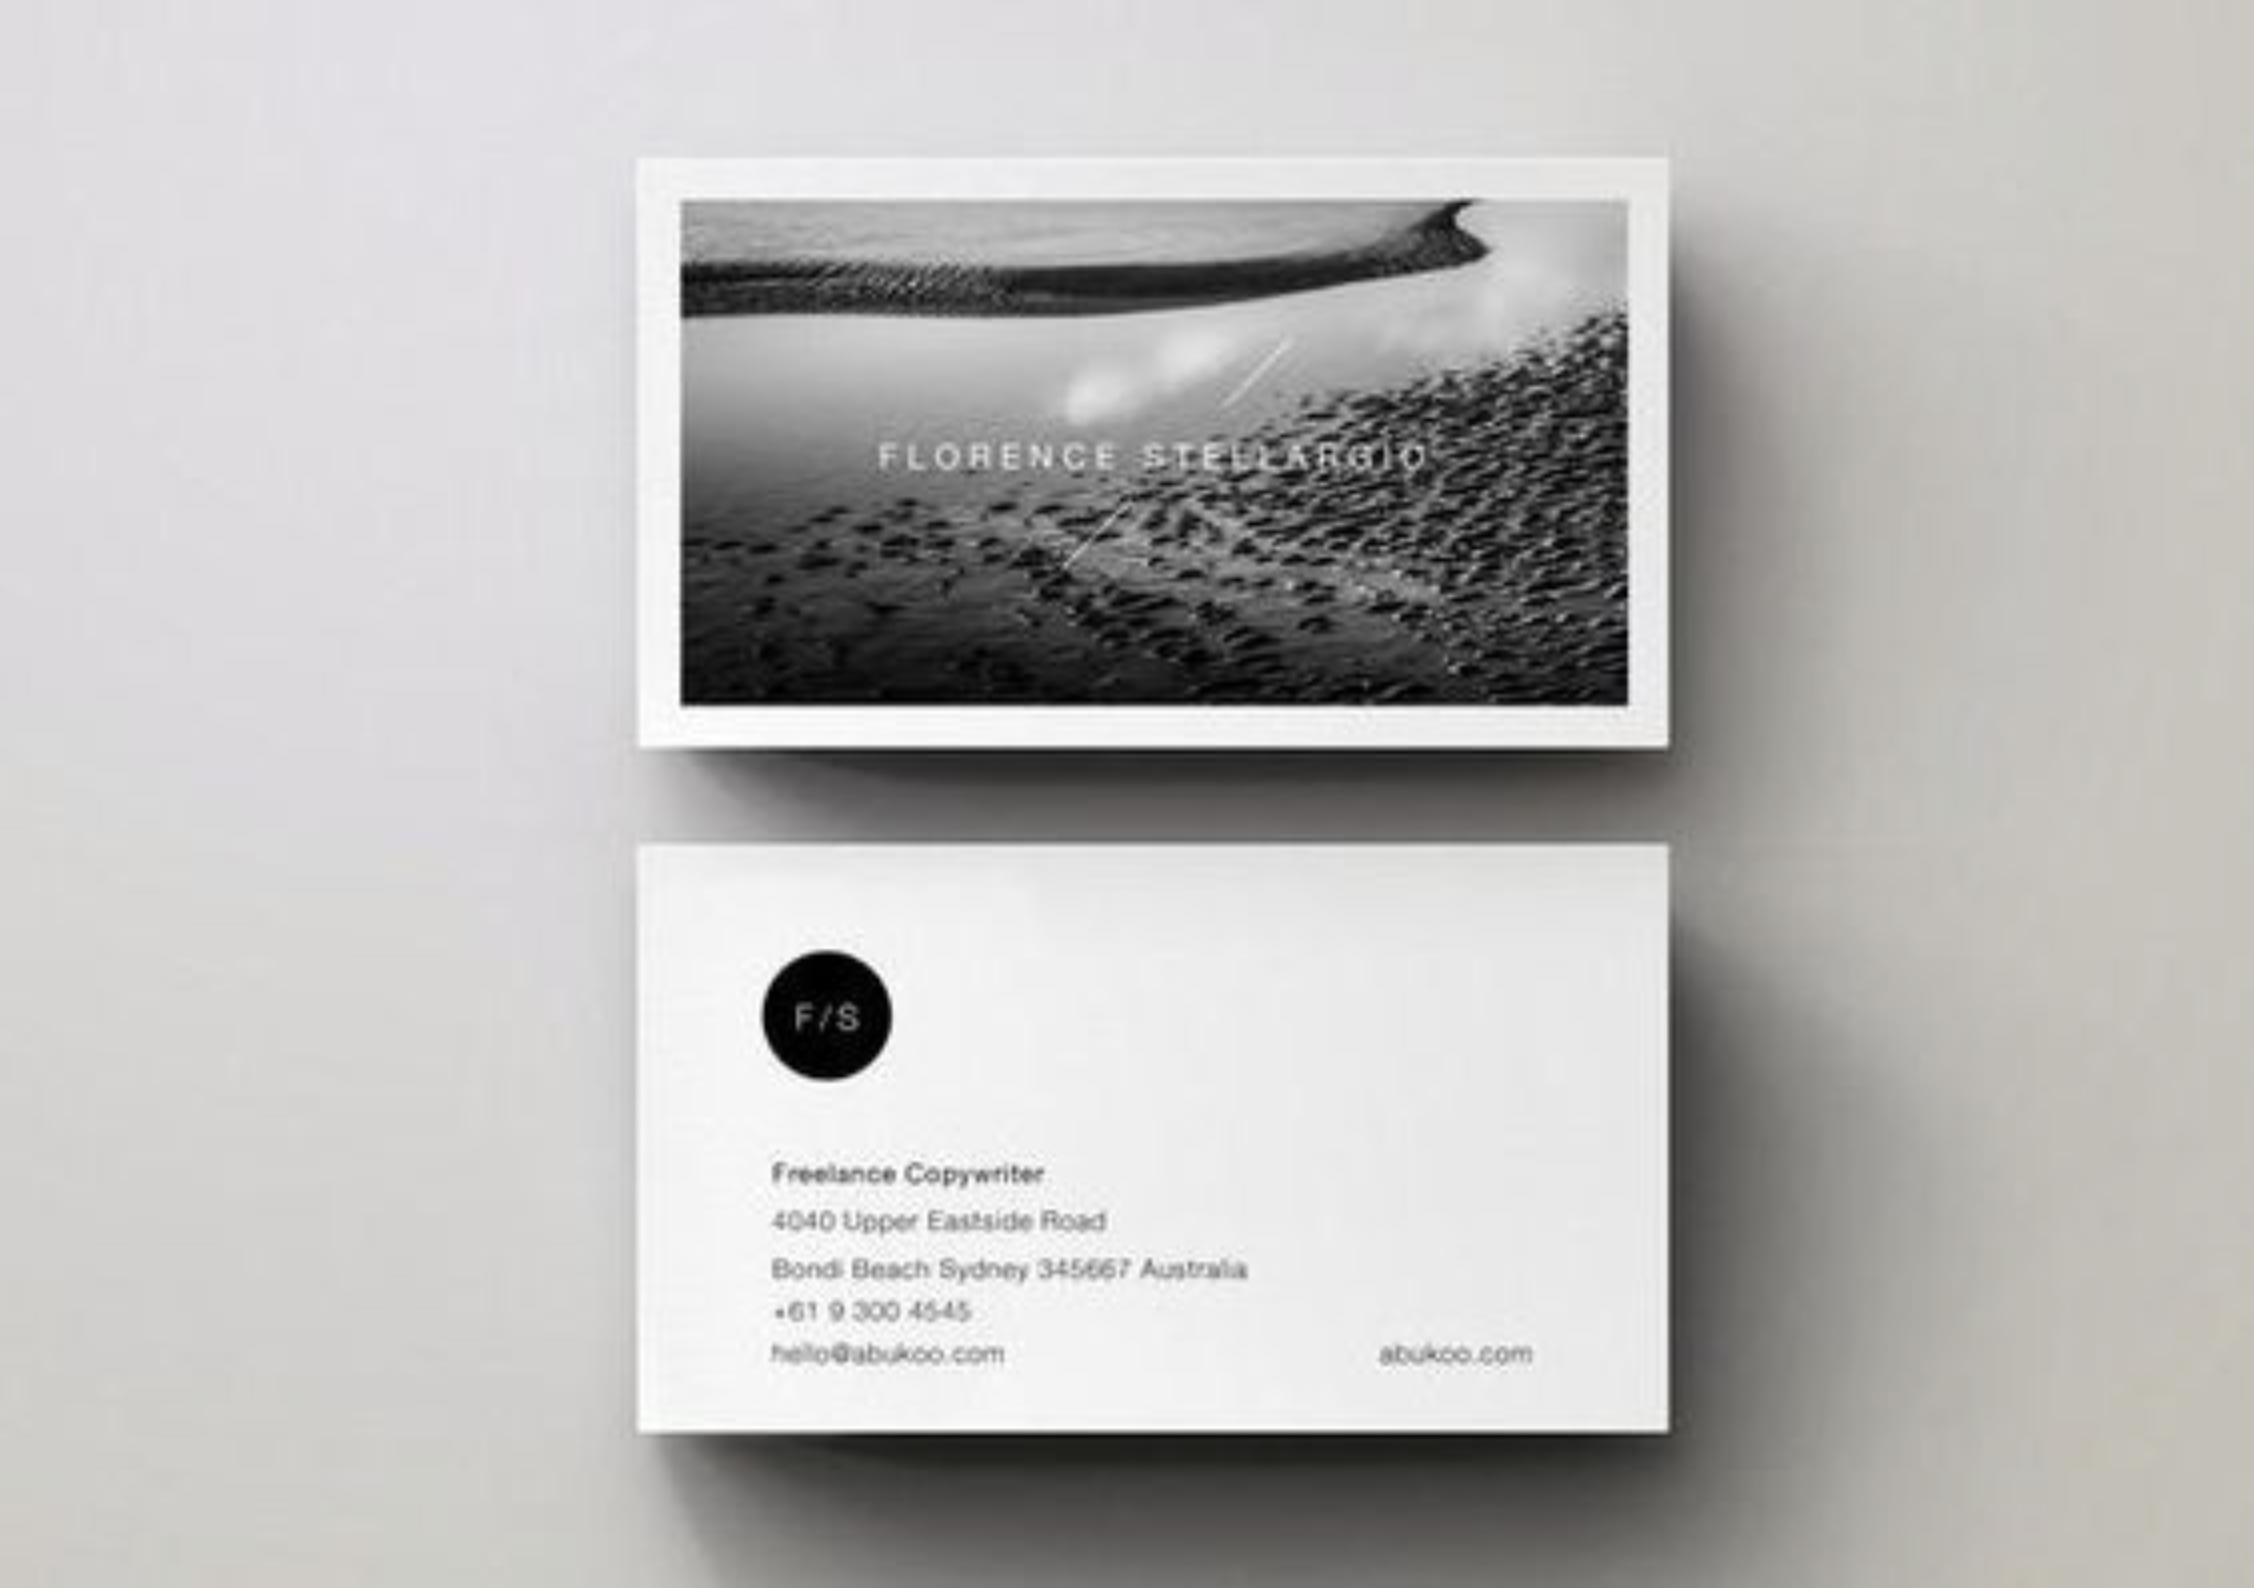 FLORENCE STELLARGIO
F/S
Freelance Copywriter
4040 Upper Eastside Road
Bondi Beach Sydney 345667 Australia
+61 9 300 4545
hello@abukoo.com
abukoo.com